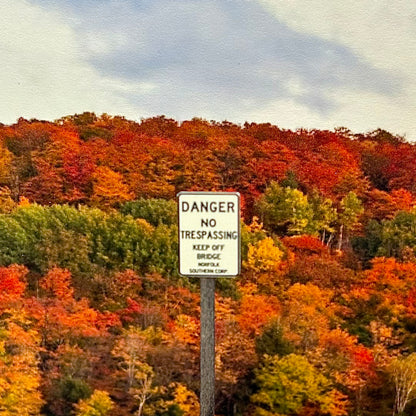 DANGER
NO
TRESPASSING
KEEP OFF
BRIDGE
NORFOLK
SOUTHERN CORP.